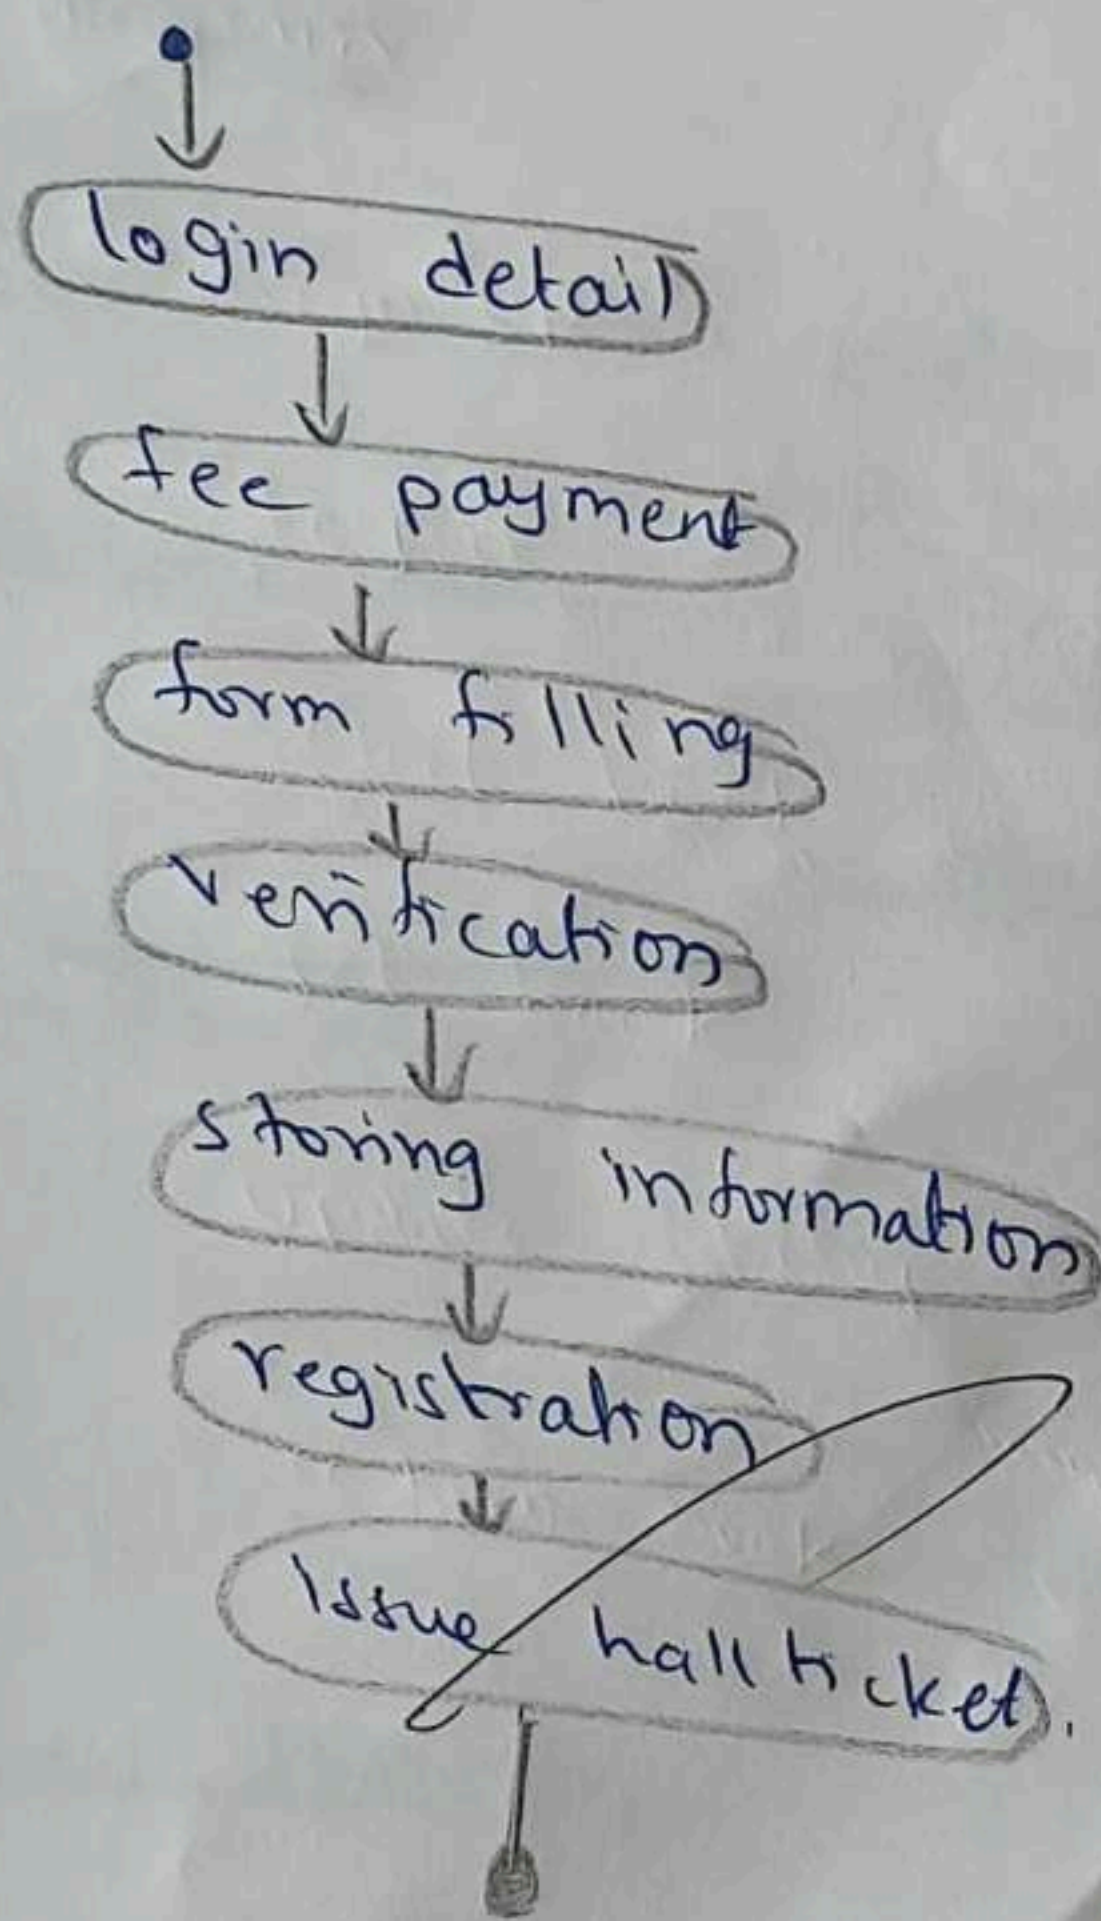 login detail
fee payment
form filling
verification
storing information
registration
issue hall ticket.